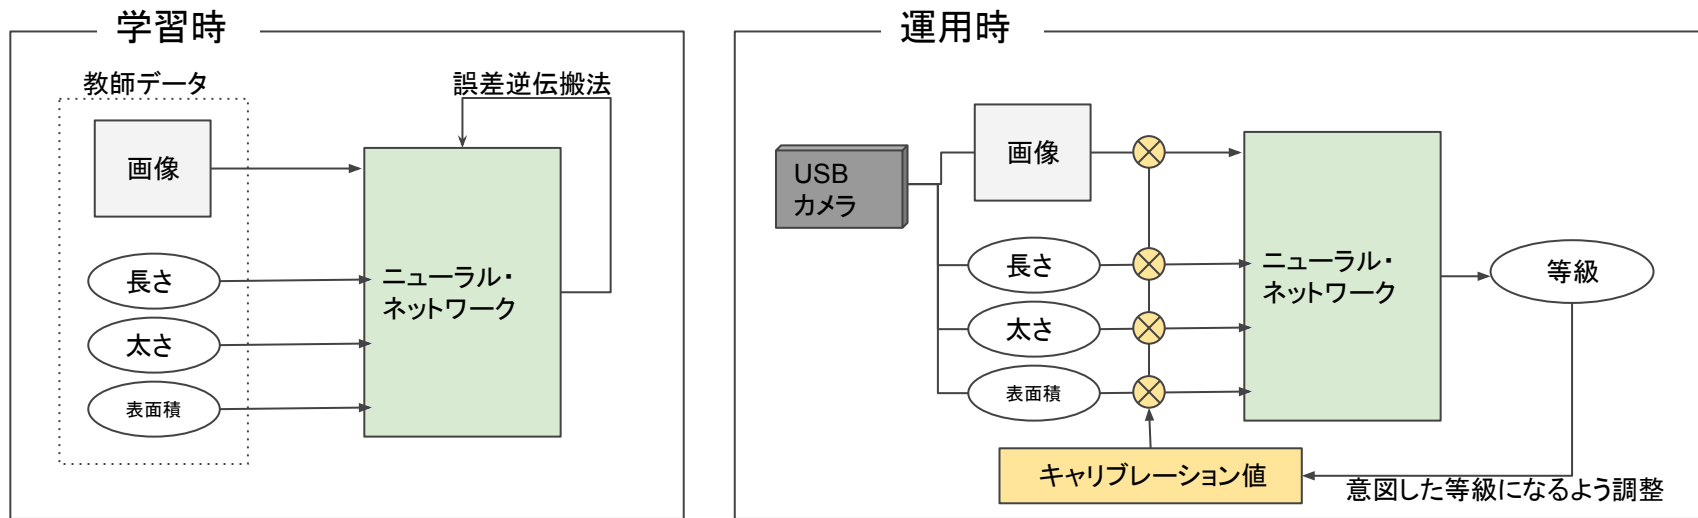 学習時
教師データ
誤差逆伝搬法
画像
長さ
太さ
表面積
ニューラル・
ネットワーク
運用時
USB
カメラ
画像
長さ
太さ
表面積
ニューラル・
ネットワーク
等級
キャリブレーション値
意図した等級になるよう調整